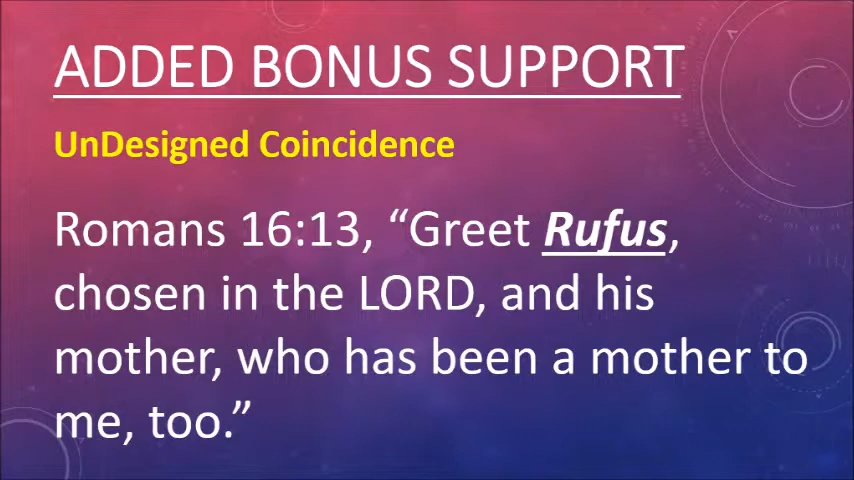 ADDED BONUS SUPPORT
UnDesigned Coincidence
Romans 16:13, “Greet Rufus,
chosen in the LORD, and his
mother, who has been a mother to
me, too.”